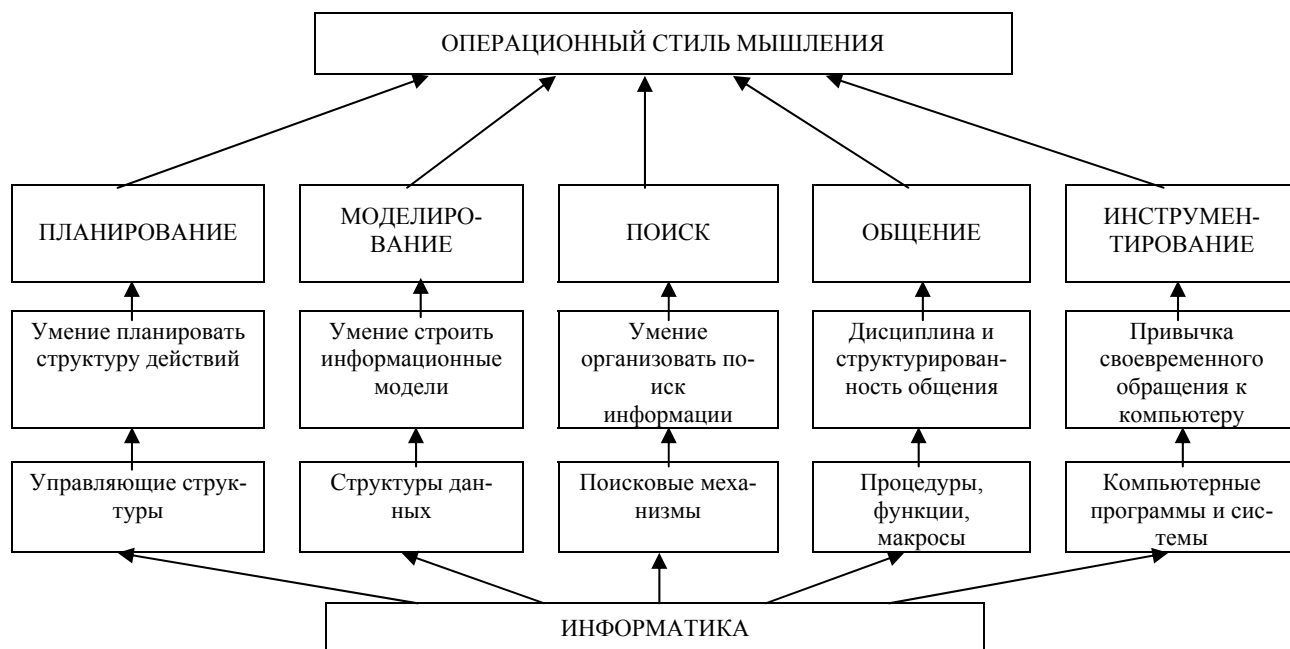 ОПЕРАЦИОННЫЙ СТИЛЬ МЫШЛЕНИЯ
ПЛАНИРОВАНИЕ
МОДЕЛИРО-
ВАНИЕ
ПОИСК
ОБЩЕНИЕ
ИНСТРУМЕН-
ТИРОВАНИЕ
Умение планировать
структуру действий
Умение строить
информационные
модели
Умение
организовать по-
иск
информации
Дисциплина и
структурирован-
ность общения
Привычка
своевременного
обращения к
компьютеру
Управляющие струк-
туры
Структуры дан-
ных
Поисковые меха-
низмы
Процедуры,
функции,
макросы
Компьютерные
программы и сис-
темы
ИНФОРМАТИКА